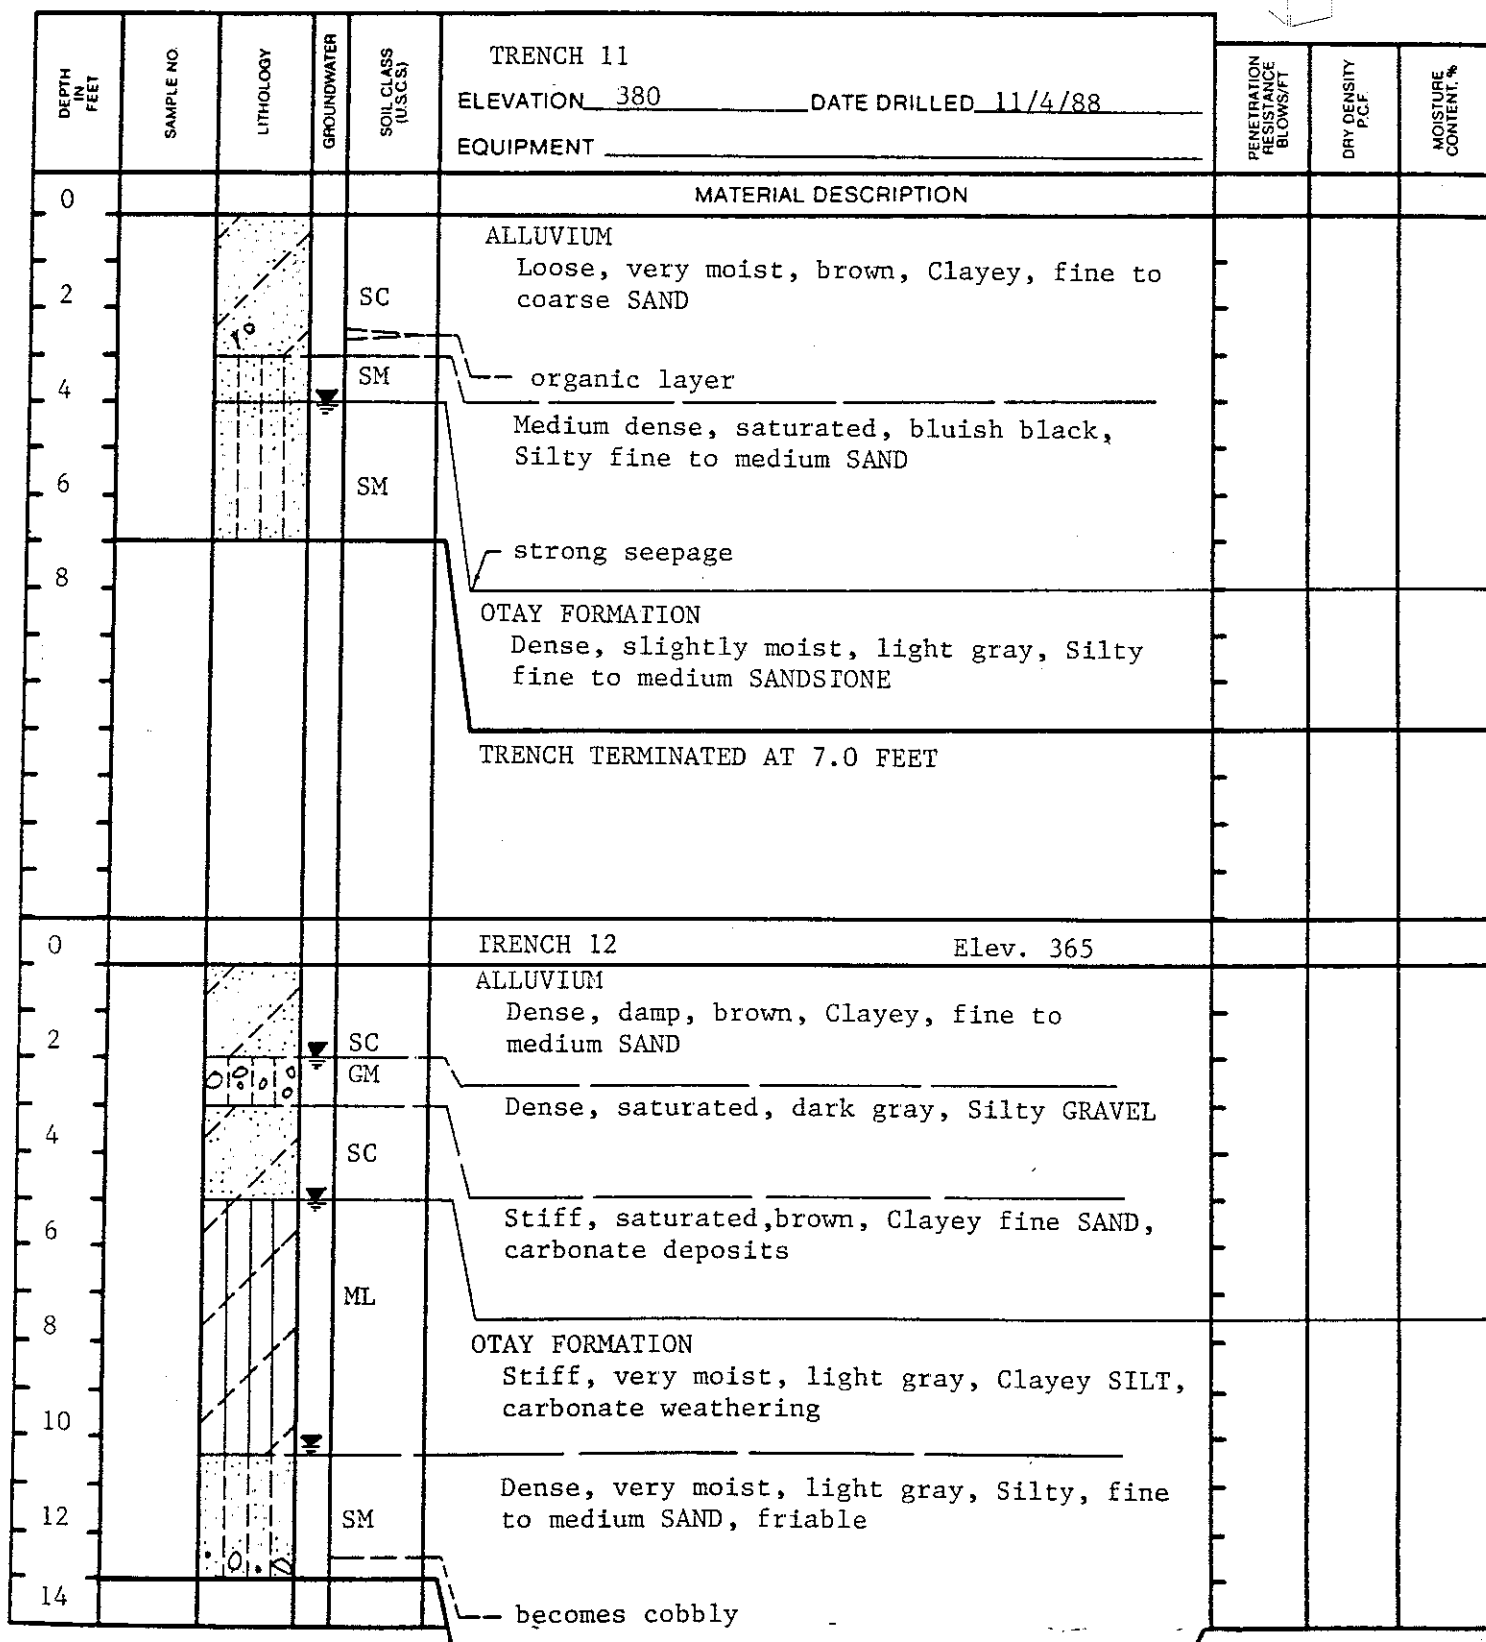 DEPTH IN FEET
SAMPLE NO.
LITHOLOGY
GROUNDWATER
SOIL CLASS (U.S.C.S.)
TRENCH 11
ELEVATION 380 DATE DRILLED 11/4/88
EQUIPMENT
PENETRATION RESISTANCE BLOWS/FT
DRY DENSITY P.C.F.
MOISTURE CONTENT, %
0
MATERIAL DESCRIPTION
ALLUVIUM
Loose, very moist, brown, Clayey, fine to
2 SC coarse SAND
SM organic layer
4
Medium dense, saturated, bluish black,
Silty fine to medium SAND
6 SM
strong seepage
8
OTAY FORMATION
Dense, slightly moist, light gray, Silty
fine to medium SANDSTONE
TRENCH TERMINATED AT 7.0 FEET
0 TRENCH 12 Elev. 365
ALLUVIUM
Dense, damp, brown, Clayey, fine to
2 SC medium SAND
GM
Dense, saturated, dark gray, Silty GRAVEL
4
SC
Stiff, saturated,brown, Clayey fine SAND,
6 carbonate deposits
ML
8
OTAY FORMATION
Stiff, very moist, light gray, Clayey SILT,
10 carbonate weathering
Dense, very moist, light gray, Silty, fine
12 SM to medium SAND, friable
14
becomes cobbly